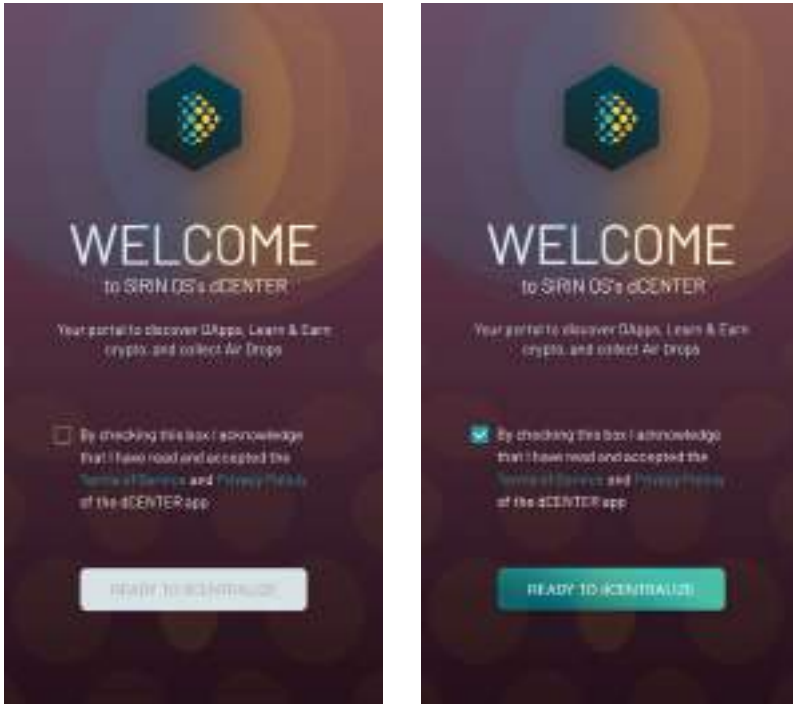 WELCOME
to SIRIN OS's dCENTER
Your portal to discover DApps, Learn & Earn
crypto, and collect Air Drops
By checking this box I acknowledge
that I have read and accepted the
Terms of Service and Privacy Policy
of the dCENTER app
READY TO dCENTRALIZE
WELCOME
to SIRIN OS's dCENTER
Your portal to discover DApps, Learn & Earn
crypto, and collect Air Drops
By checking this box I acknowledge
that I have read and accepted the
Terms of Service and Privacy Policy
of the dCENTER app
READY TO dCENTRALIZE